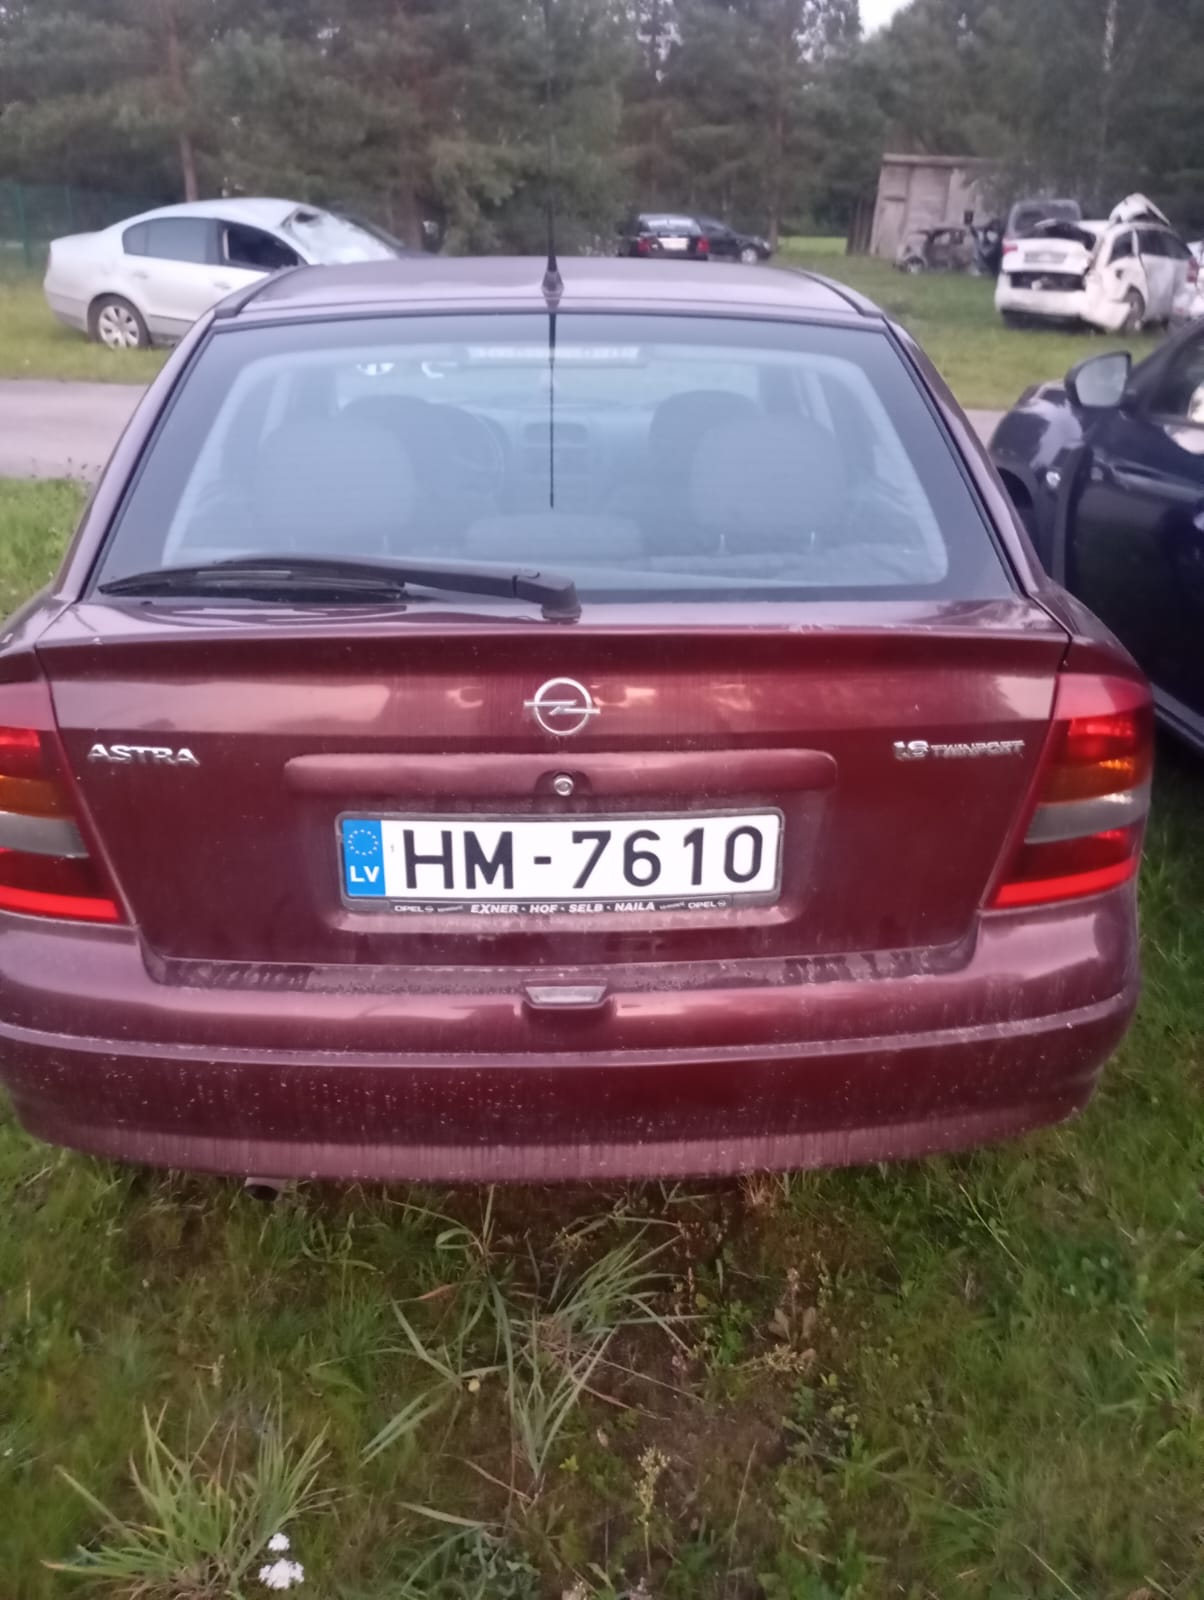 ASTRA
1.6 TWINPORT
LV
HM-7610
OPEL EXNER · HOF · SELB · NAILA OPEL